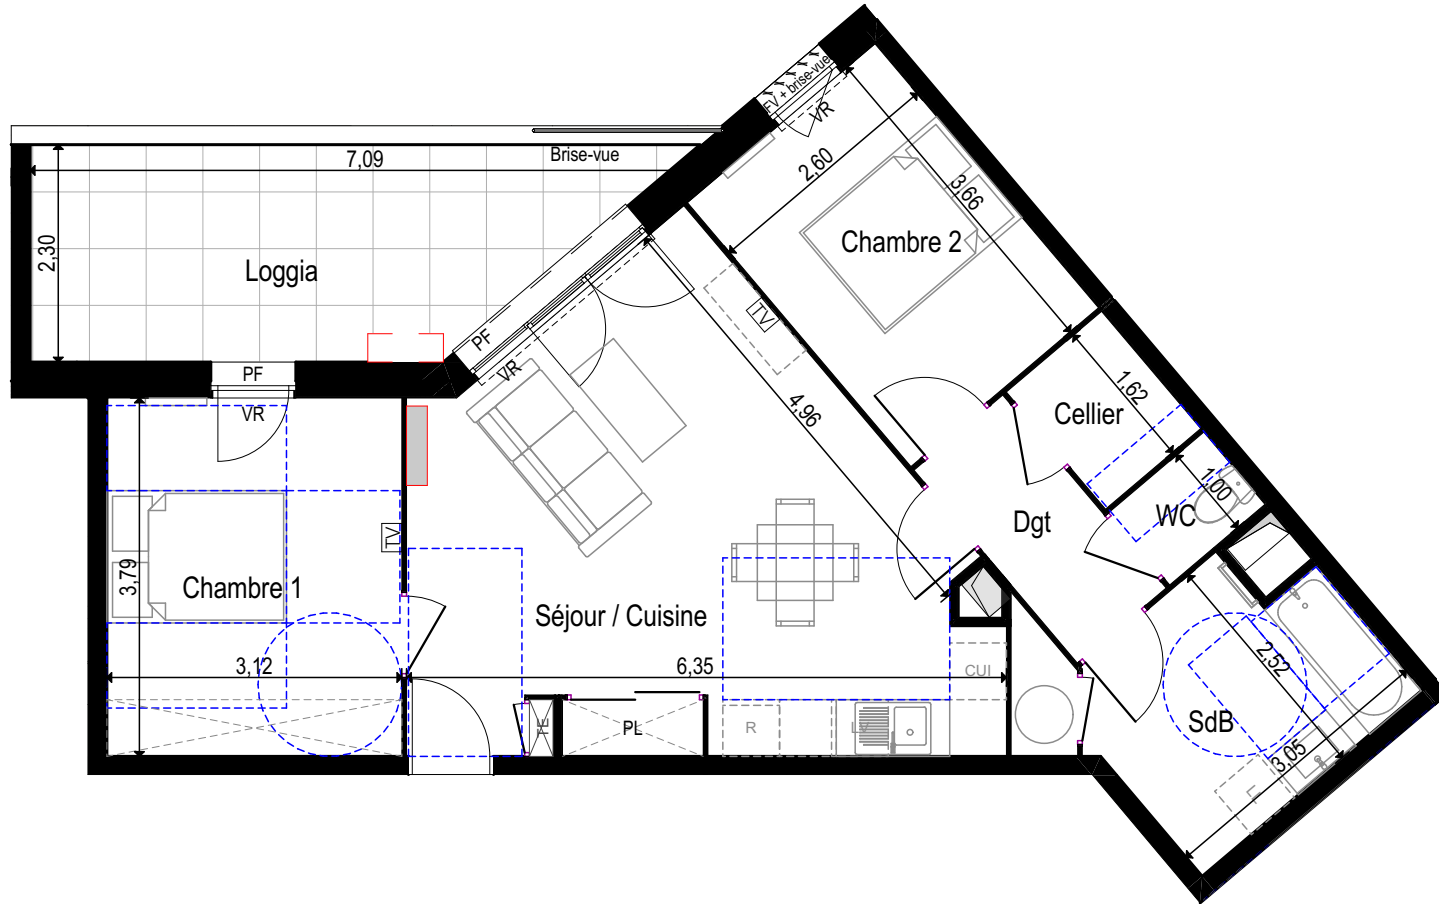 FV + brise-vue
VR
Brise-vue
7,09
2,60
3,66
2,30
Loggia
Chambre 2
TV
PF
VR
PF
VR
4,96
1,62
Cellier
1,00
WC
Dgt
TV
3,79
Chambre 1
Séjour / Cuisine
3,12
6,35
CUI
2,52
SdB
3,05
TE
PL
R
LV
L